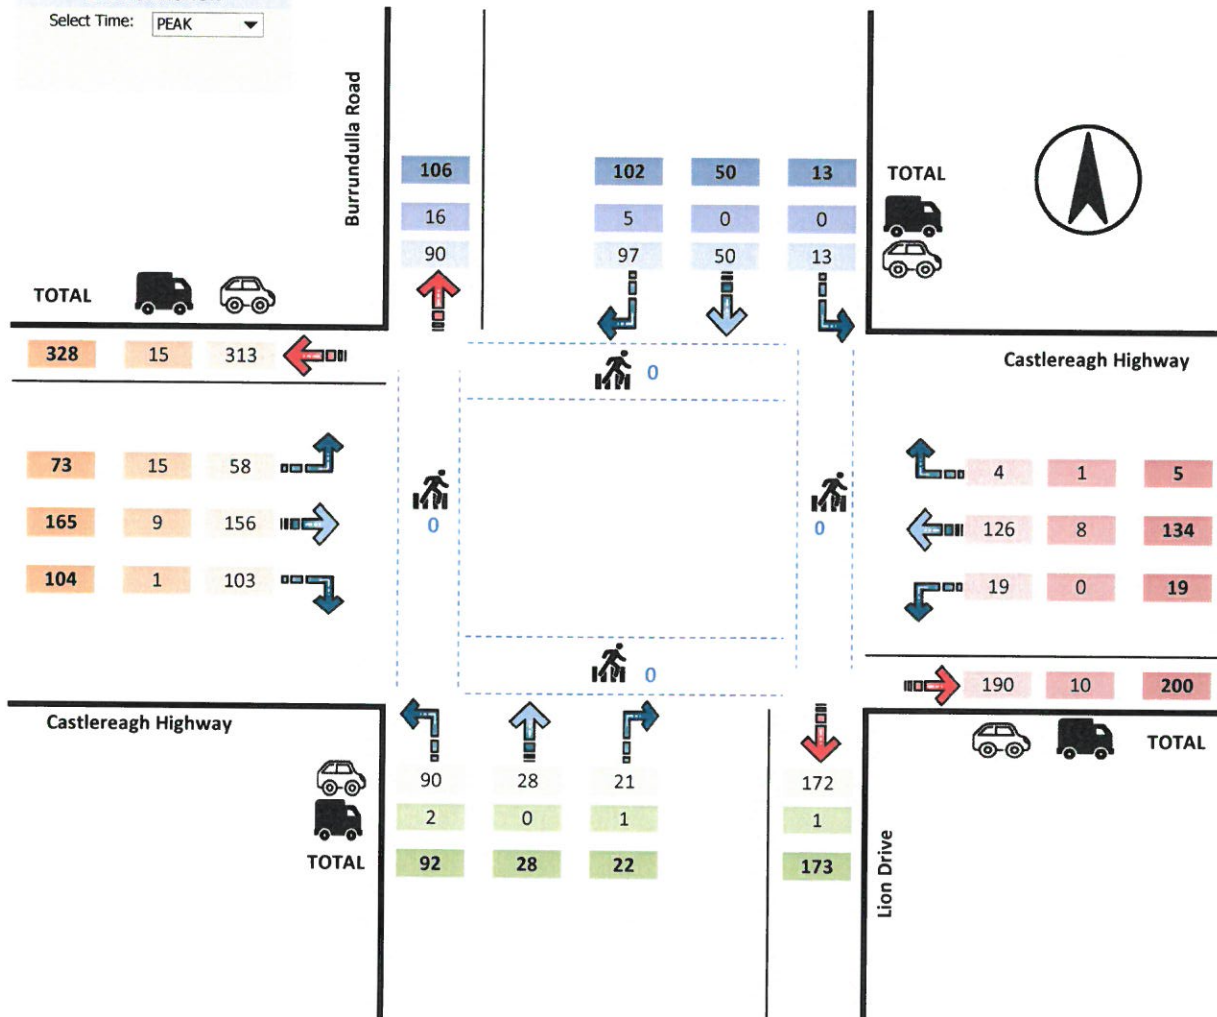 Select Time: PEAK
Burrundulla Road
106 102 50 13 TOTAL
16 5 0 0
90 97 50 13
TOTAL
328 15 313
0
Castlereagh Highway
73 15 58
4 1 5
165 9 156
0
0
126 8 134
104 1 103
19 0 19
0
190 10 200
Castlereagh Highway
TOTAL
90 28 21 172
2 0 1 1
TOTAL 92 28 22 173
Lion Drive